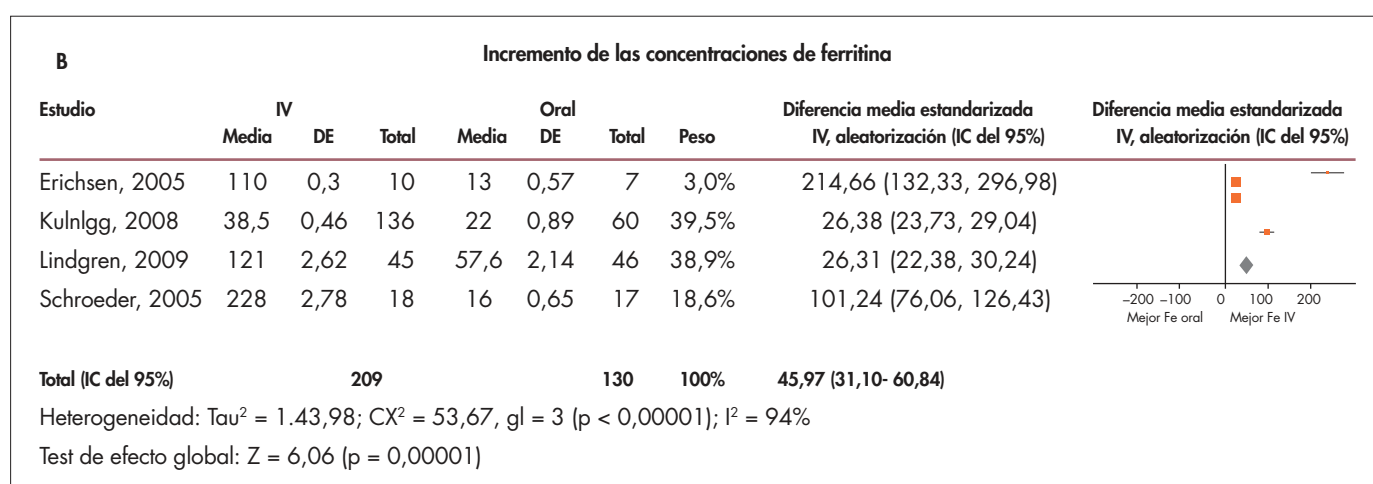 B Incremento de las concentraciones de ferritina
Estudio IV Oral Diferencia media estandarizada Diferencia media estandarizada
Media DE Total Media DE Total Peso IV, aleatorización (IC del 95%) IV, aleatorización (IC del 95%)
Erichsen, 2005 110 0,3 10 13 0,57 7 3,0% 214,66 (132,33, 296,98)
Kulnlgg, 2008 38,5 0,46 136 22 0,89 60 39,5% 26,38 (23,73, 29,04)
Lindgren, 2009 121 2,62 45 57,6 2,14 46 38,9% 26,31 (22,38, 30,24)
Schroeder, 2005 228 2,78 18 16 0,65 17 18,6% 101,24 (76,06, 126,43)
−200 −100 0 100 200
Mejor Fe oral Mejor Fe IV
Total (IC del 95%) 209 130 100% 45,97 (31,10- 60,84)
Heterogeneidad: Tau² = 1.43,98; CX² = 53,67, gl = 3 (p < 0,00001); I² = 94%
Test de efecto global: Z = 6,06 (p = 0,00001)